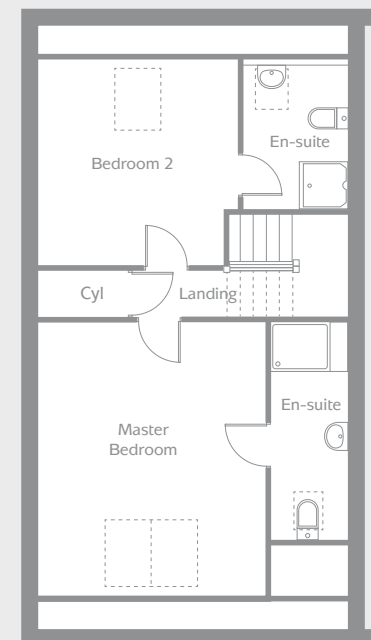 En-suite
Bedroom 2
Cyl
Landing
En-suite
Master
Bedroom